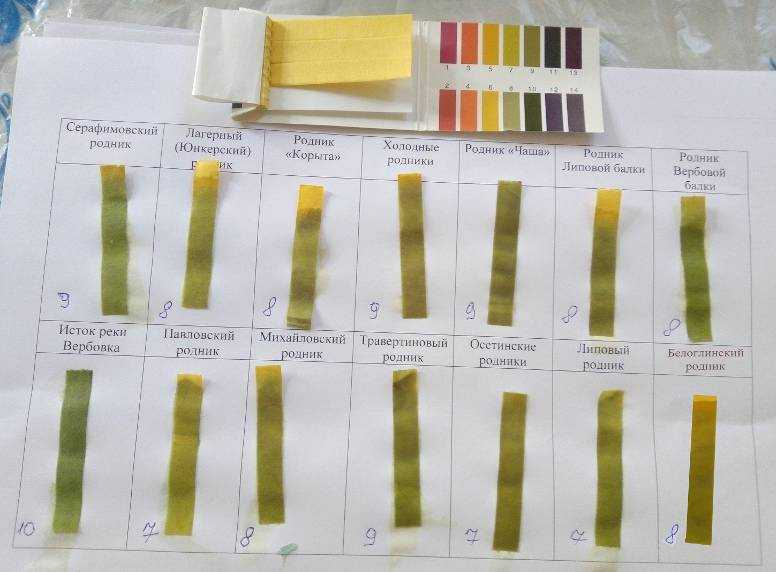 1 3 5 7 9 11 13
2 4 6 8 10 12 14
Серафимовский
родник
Лагерный
(Юнкерский)
родник
Родник
«Корыта»
Холодные
родники
Родник «Чаша»
Родник
Липовой балки
Родник
Вербовой
балки
9 8 8 9 9 8 8
Исток реки
Вербовка
Павловский
родник
Михайловский
родник
Травертиновый
родник
Осетинские
родники
Липовый
родник
Белоглинский
родник
10 7 8 9 7 7 8